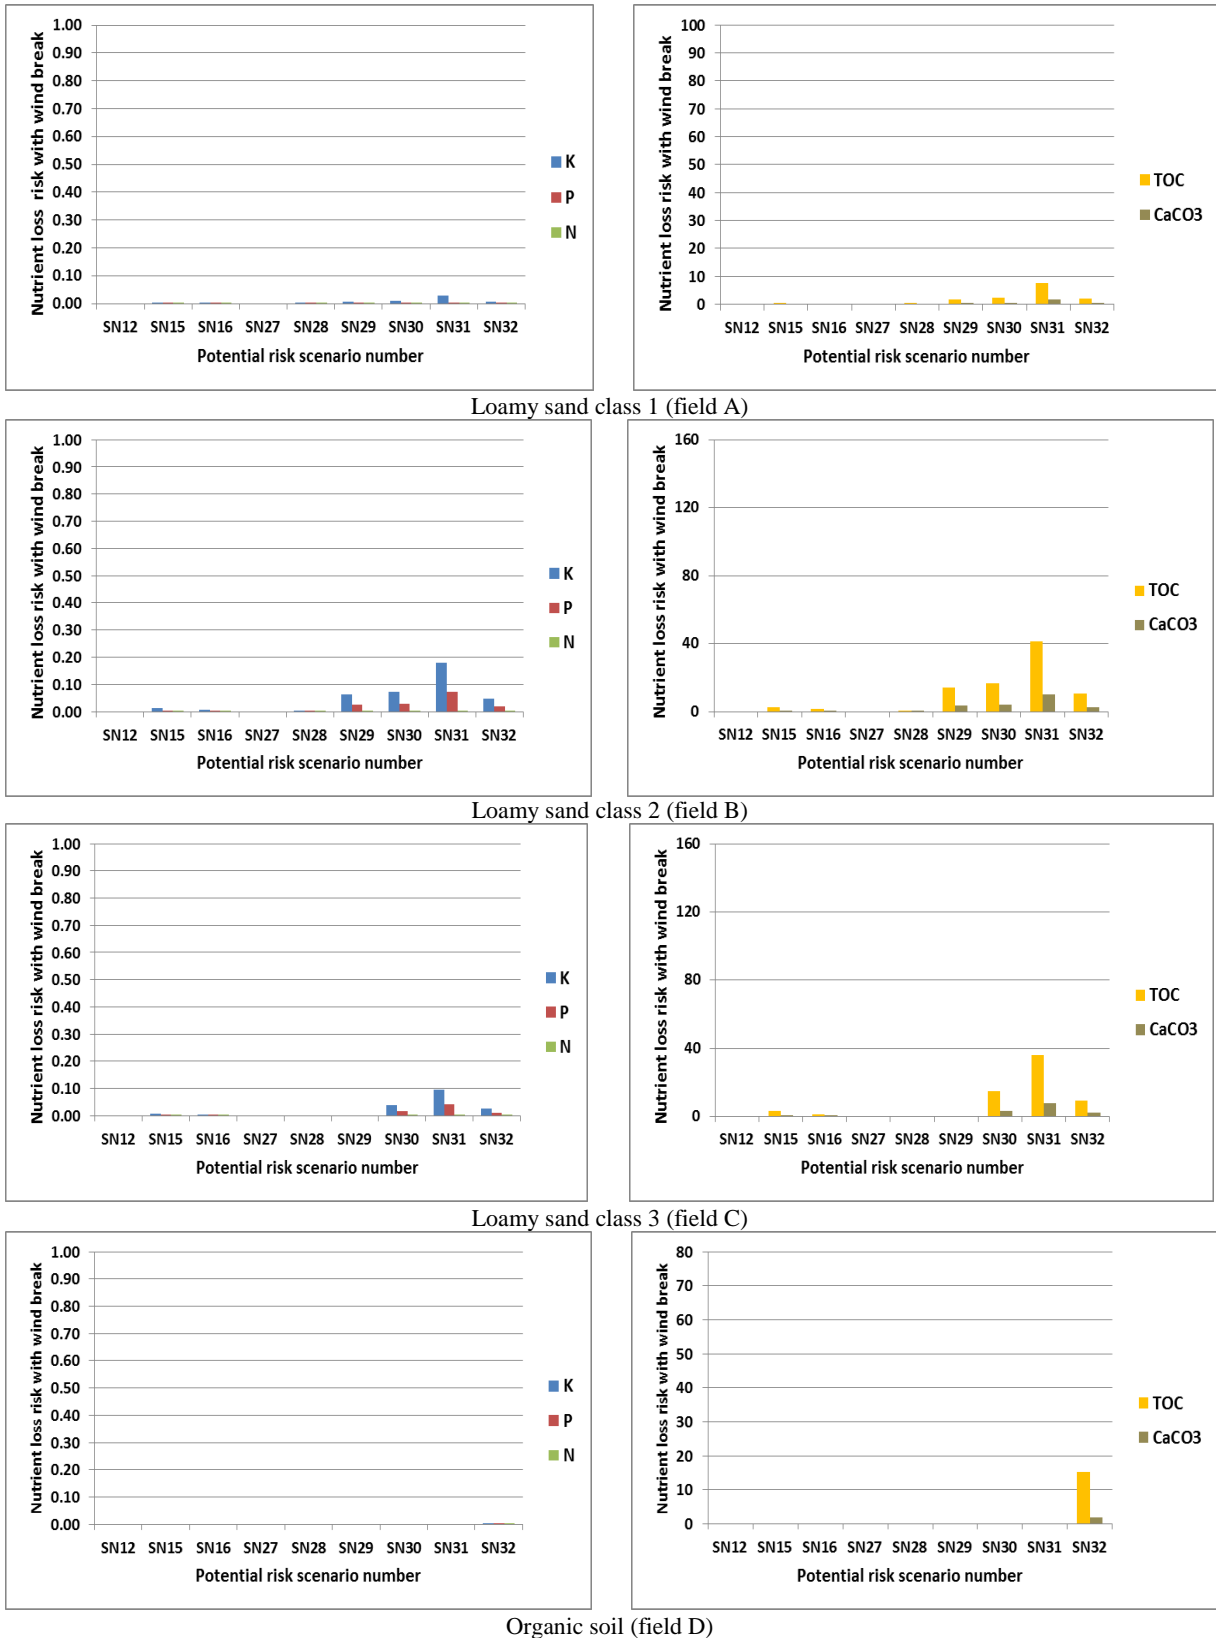 Nutrient loss risk with wind break
1.00
0.90
0.80
0.70
0.60
0.50
0.40
0.30
0.20
0.10
0.00
SN12 SN15 SN16 SN27 SN28 SN29 SN30 SN31 SN32
Potential risk scenario number
K
P
N
Nutrient loss risk with wind break
100
90
80
70
60
50
40
30
20
10
0
SN12 SN15 SN16 SN27 SN28 SN29 SN30 SN31 SN32
Potential risk scenario number
TOC
CaCO3
Loamy sand class 1 (field A)
Nutrient loss risk with wind break
1.00
0.90
0.80
0.70
0.60
0.50
0.40
0.30
0.20
0.10
0.00
SN12 SN15 SN16 SN27 SN28 SN29 SN30 SN31 SN32
Potential risk scenario number
K
P
N
Nutrient loss risk with wind break
160
120
80
40
0
SN12 SN15 SN16 SN27 SN28 SN29 SN30 SN31 SN32
Potential risk scenario number
TOC
CaCO3
Loamy sand class 2 (field B)
Nutrient loss risk with wind break
1.00
0.90
0.80
0.70
0.60
0.50
0.40
0.30
0.20
0.10
0.00
SN12 SN15 SN16 SN27 SN28 SN29 SN30 SN31 SN32
Potential risk scenario number
K
P
N
Nutrient loss risk with wind break
160
120
80
40
0
SN12 SN15 SN16 SN27 SN28 SN29 SN30 SN31 SN32
Potential risk scenario number
TOC
CaCO3
Loamy sand class 3 (field C)
Nutrient loss risk with wind break
1.00
0.90
0.80
0.70
0.60
0.50
0.40
0.30
0.20
0.10
0.00
SN12 SN15 SN16 SN27 SN28 SN29 SN30 SN31 SN32
Potential risk scenario number
K
P
N
Nutrient loss risk with wind break
80
70
60
50
40
30
20
10
0
SN12 SN15 SN16 SN27 SN28 SN29 SN30 SN31 SN32
Potential risk scenario number
TOC
CaCO3
Organic soil (field D)